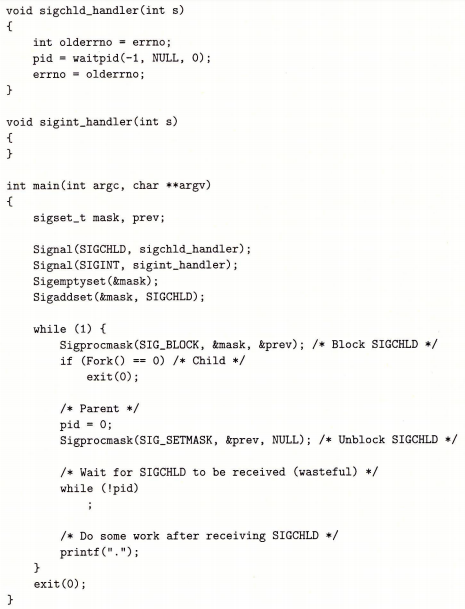 void sigchld_handler(int s)
{
    int olderrno = errno;
    pid = waitpid(-1, NULL, 0);
    errno = olderrno;
}

void sigint_handler(int s)
{
}

int main(int argc, char **argv)
{
    sigset_t mask, prev;

    Signal(SIGCHLD, sigchld_handler);
    Signal(SIGINT, sigint_handler);
    Sigemptyset(&mask);
    Sigaddset(&mask, SIGCHLD);

    while (1) {
        Sigprocmask(SIG_BLOCK, &mask, &prev); /* Block SIGCHLD */
        if (Fork() == 0) /* Child */
            exit(0);

        /* Parent */
        pid = 0;
        Sigprocmask(SIG_SETMASK, &prev, NULL); /* Unblock SIGCHLD */

        /* Wait for SIGCHLD to be received (wasteful) */
        while (!pid)
            ;

        /* Do some work after receiving SIGCHLD */
        printf(".");
    }
    exit(0);
}